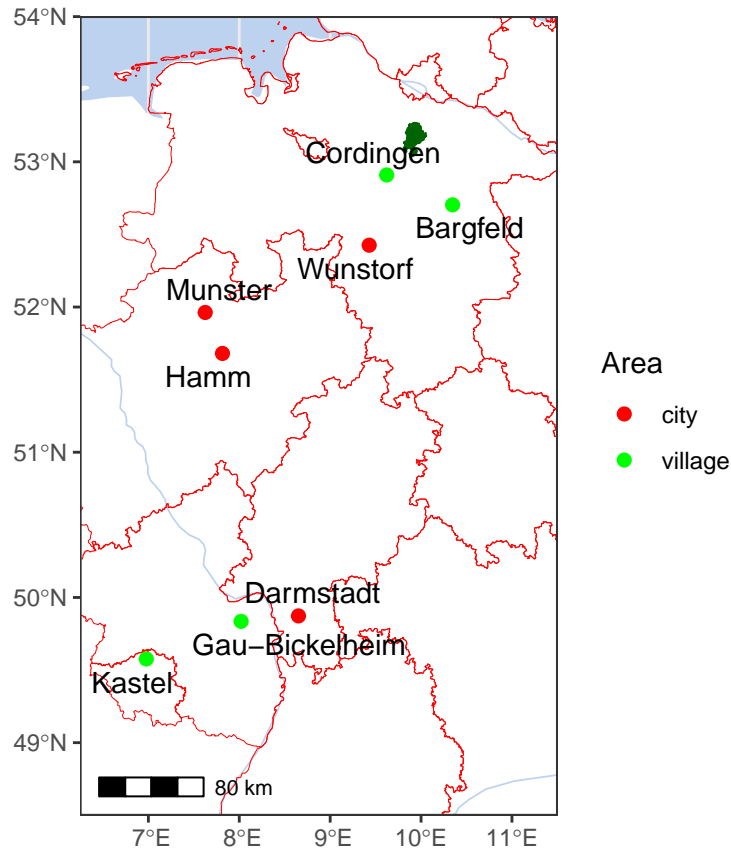 54°N
53°N
52°N
51°N
50°N
49°N
Cordingen
Bargfeld
Wunstorf
Munster
Hamm
Darmstadt
Gau−Bickelheim
Kastel
80 km
7°E 8°E 9°E 10°E 11°E
Area
city
village